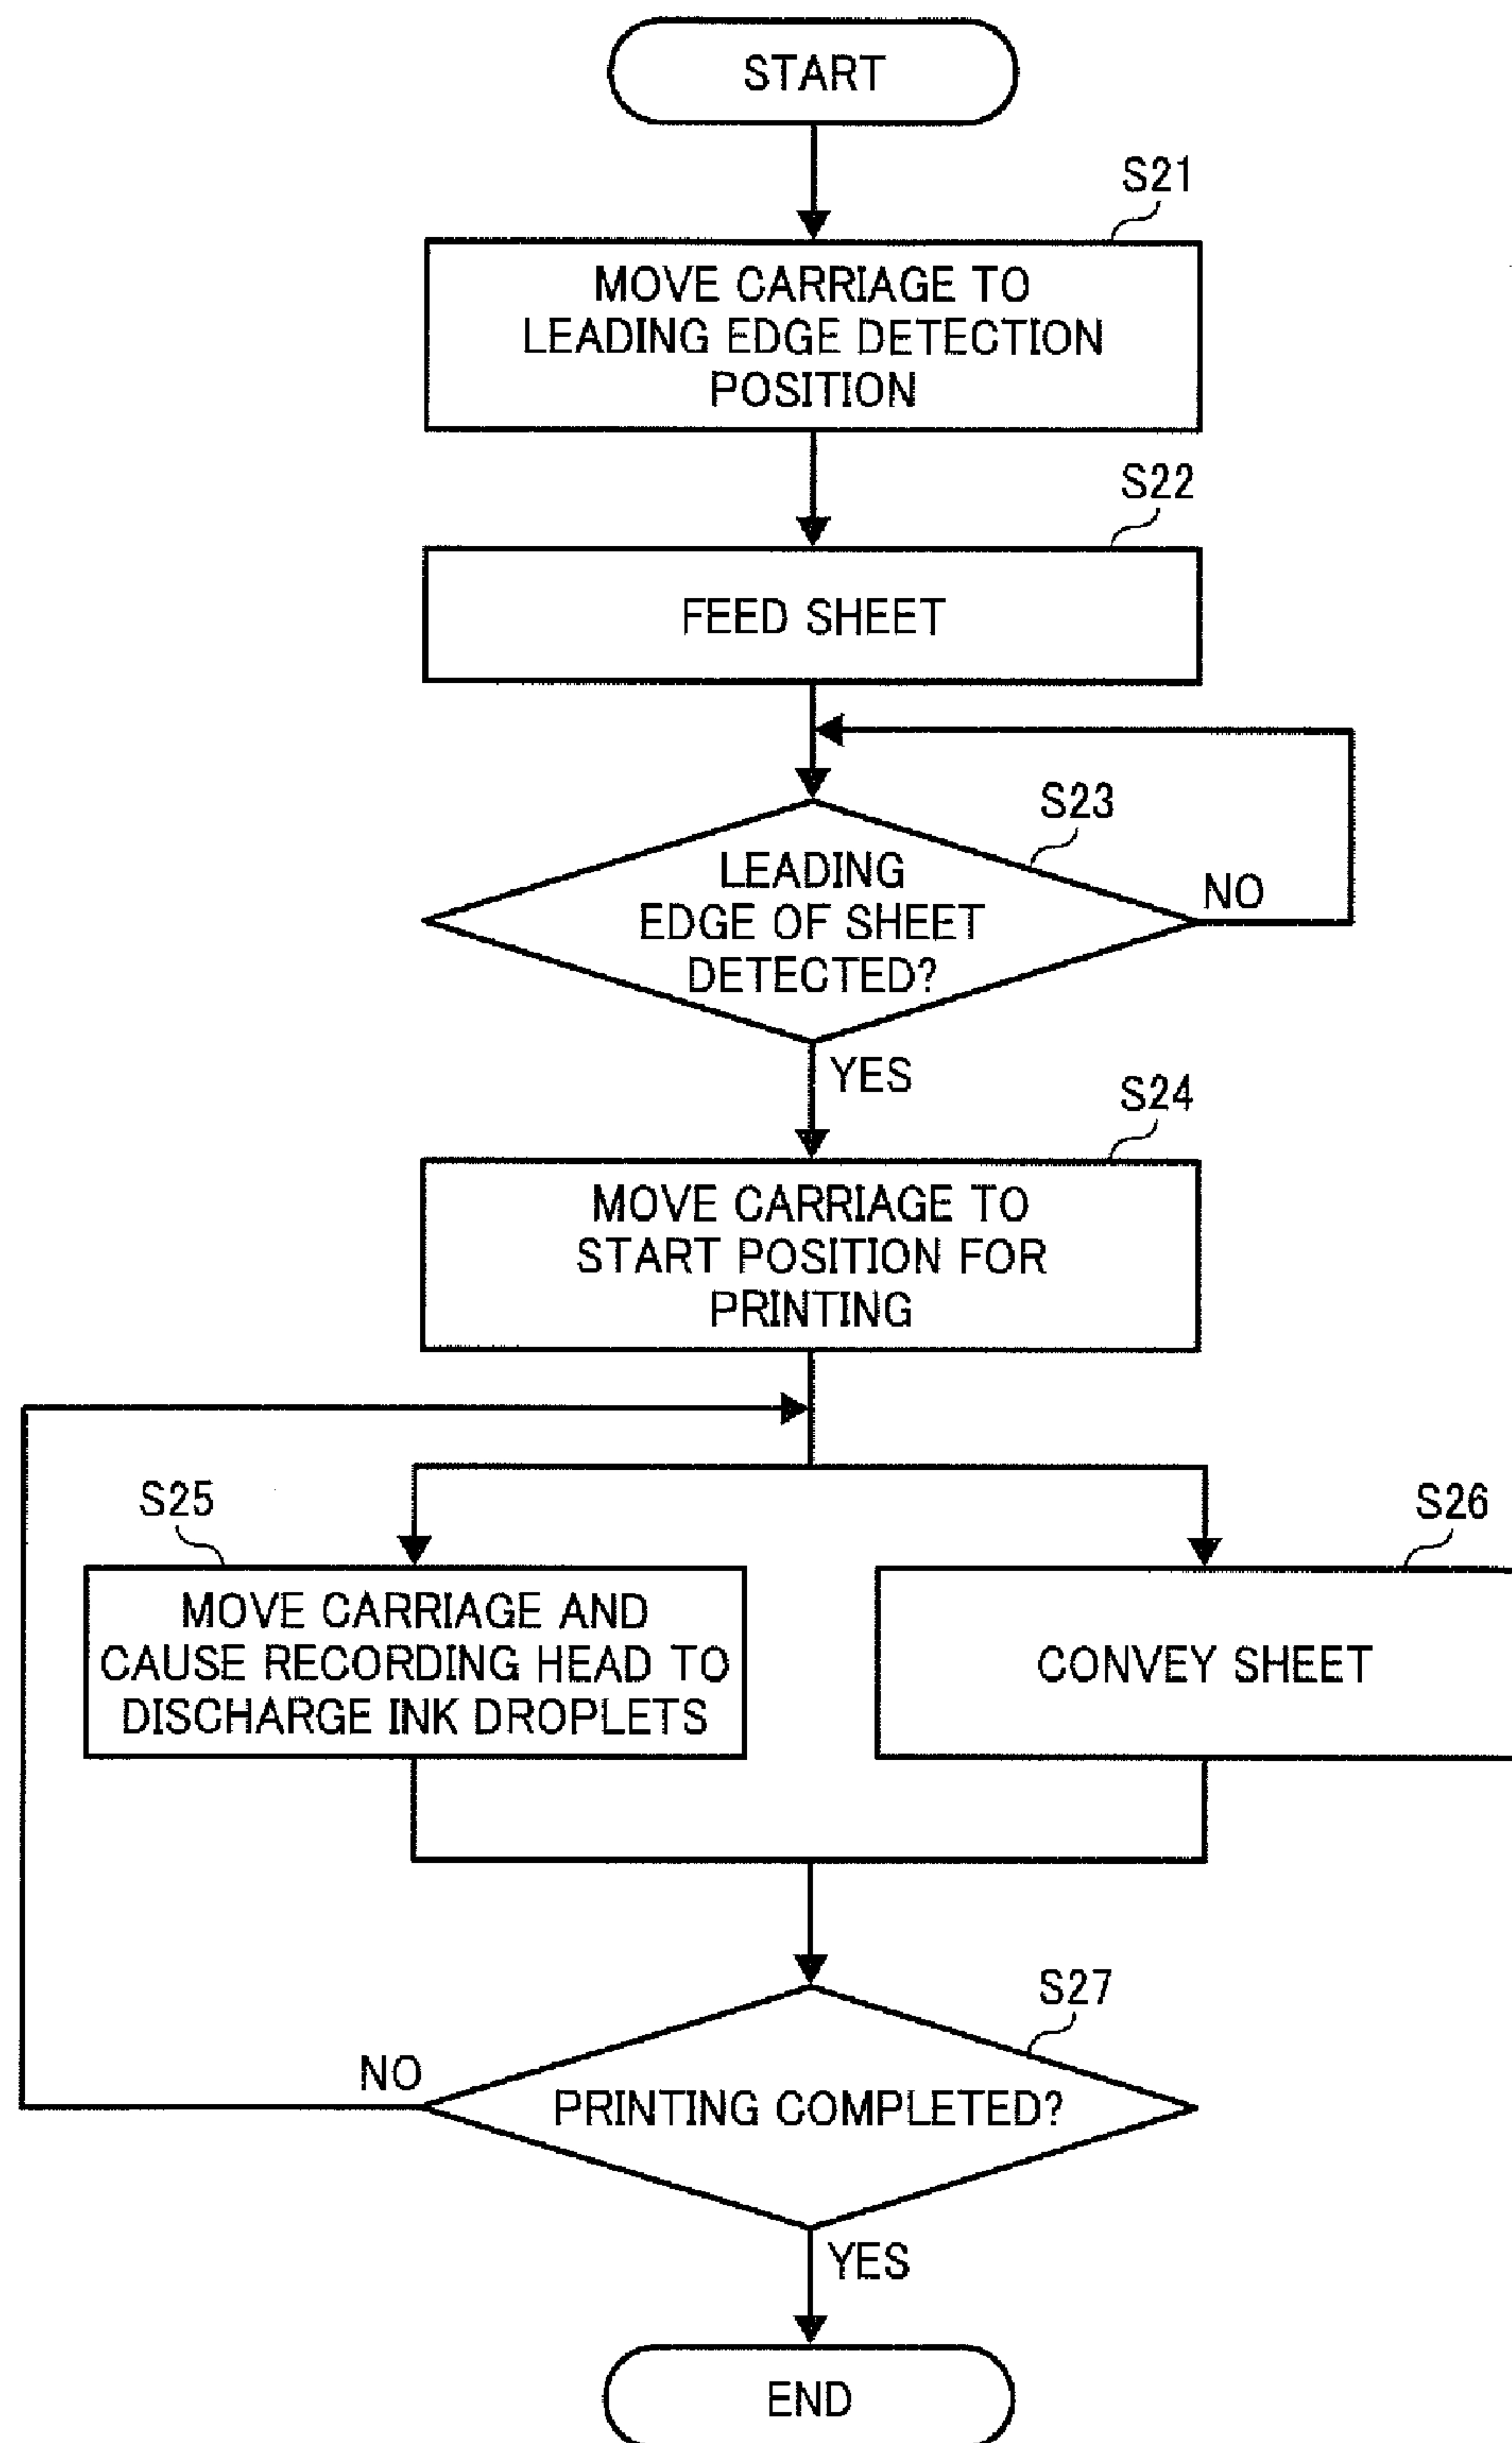 START
S21
MOVE CARRIAGE TO
LEADING EDGE DETECTION
POSITION
S22
FEED SHEET
S23
LEADING
EDGE OF SHEET
DETECTED?
NO
YES
S24
MOVE CARRIAGE TO
START POSITION FOR
PRINTING
S25
MOVE CARRIAGE AND
CAUSE RECORDING HEAD TO
DISCHARGE INK DROPLETS
S26
CONVEY SHEET
S27
PRINTING COMPLETED?
NO
YES
END